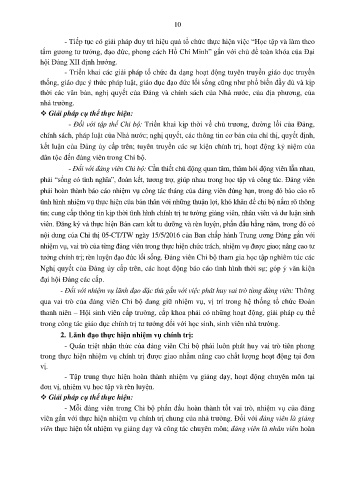 10
- Tiếp tục có giải pháp duy trì hiệu quả tổ chức thực hiện việc “Học tập và làm theo
tấm gương tư tưởng, đạo đức, phong cách Hồ Chí Minh” gắn với chủ đề toàn khóa của Đại
hội Đảng XII định hướng.
- Triển khai các giải pháp tổ chức đa dạng hoạt động tuyên truyền giáo dục truyền
thống, giáo dục ý thức pháp luật, giáo dục đạo đức lối sống cũng như phổ biến đầy đủ và kịp
thời các văn bản, nghị quyết của Đảng và chính sách của Nhà nước, của địa phương, của
nhà trường.
❖ Giải pháp cụ thể thực hiện:
- Đối với tập thể Chi bộ: Triển khai kịp thời về chủ trương, đường lối của Đảng,
chính sách, pháp luật của Nhà nước; nghị quyết, các thông tin cơ bản của chỉ thị, quyết định,
kết luận của Đảng ủy cấp trên; tuyên truyền các sự kiện chính trị, hoạt động kỷ niệm của
dân tộc đến đảng viên trong Chi bộ.
- Đối với đảng viên Chi bộ: Cần thiết chủ động quan tâm, thăm hỏi động viên lẫn nhau,
phải “sống có tình nghĩa”, đoàn kết, tương trợ, giúp nhau trong học tập và công tác. Đảng viên
phải hoàn thành báo cáo nhiệm vụ công tác tháng của đảng viên đúng hạn, trong đó báo cáo rõ
tình hình nhiệm vụ thực hiện của bản thân với những thuận lợi, khó khăn để chi bộ nắm rõ thông
tin; cung cấp thông tin kịp thời tình hình chính trị tư tưởng giảng viên, nhân viên và dư luận sinh
viên. Đăng ký và thực hiện Bản cam kết tu dưỡng và rèn luyện, phấn đấu hằng năm, trong đó có
nội dung của Chỉ thị 05-CT/TW ngày 15/5/2016 của Ban chấp hành Trung ương Đảng gắn với
nhiệm vụ, vai trò của từng đảng viên trong thực hiện chức trách, nhiệm vụ được giao; nâng cao tư
tưởng chính trị; rèn luyện đạo đức lối sống. Đảng viên Chi bộ tham gia học tập nghiêm túc các
Nghị quyết của Đảng ủy cấp trên, các hoạt động báo cáo tình hình thời sự; góp ý văn kiện
đại hội Đảng các cấp.
- Đối với nhiệm vụ lãnh đạo đặc thù gắn với việc phát huy vai trò từng đảng viên: Thông
qua vai trò của đảng viên Chi bộ đang giữ nhiệm vụ, vị trí trong hệ thống tổ chức Đoàn
thanh niên – Hội sinh viên cấp trường, cấp khoa phải có những hoạt động, giải pháp cụ thể
trong công tác giáo dục chính trị tư tưởng đối với học sinh, sinh viên nhà trường.
2. Lãnh đạo thực hiện nhiệm vụ chính trị:
- Quán triệt nhận thức của đảng viên Chi bộ phải luôn phát huy vai trò tiên phong
trong thực hiện nhiệm vụ chính trị được giao nhằm nâng cao chất lượng hoạt động tại đơn
vị.
- Tập trung thực hiện hoàn thành nhiệm vụ giảng dạy, hoạt động chuyên môn tại
đơn vị, nhiệm vụ học tập và rèn luyện.
❖ Giải pháp cụ thể thực hiện:
- Mỗi đảng viên trong Chi bộ phấn đấu hoàn thành tốt vai trò, nhiệm vụ của đảng
viên gắn với thực hiện nhiệm vụ chính trị chung của nhà trường. Đối với đảng viên là giảng
viên thực hiện tốt nhiệm vụ giảng dạy và công tác chuyên môn; đảng viên là nhân viên hoàn